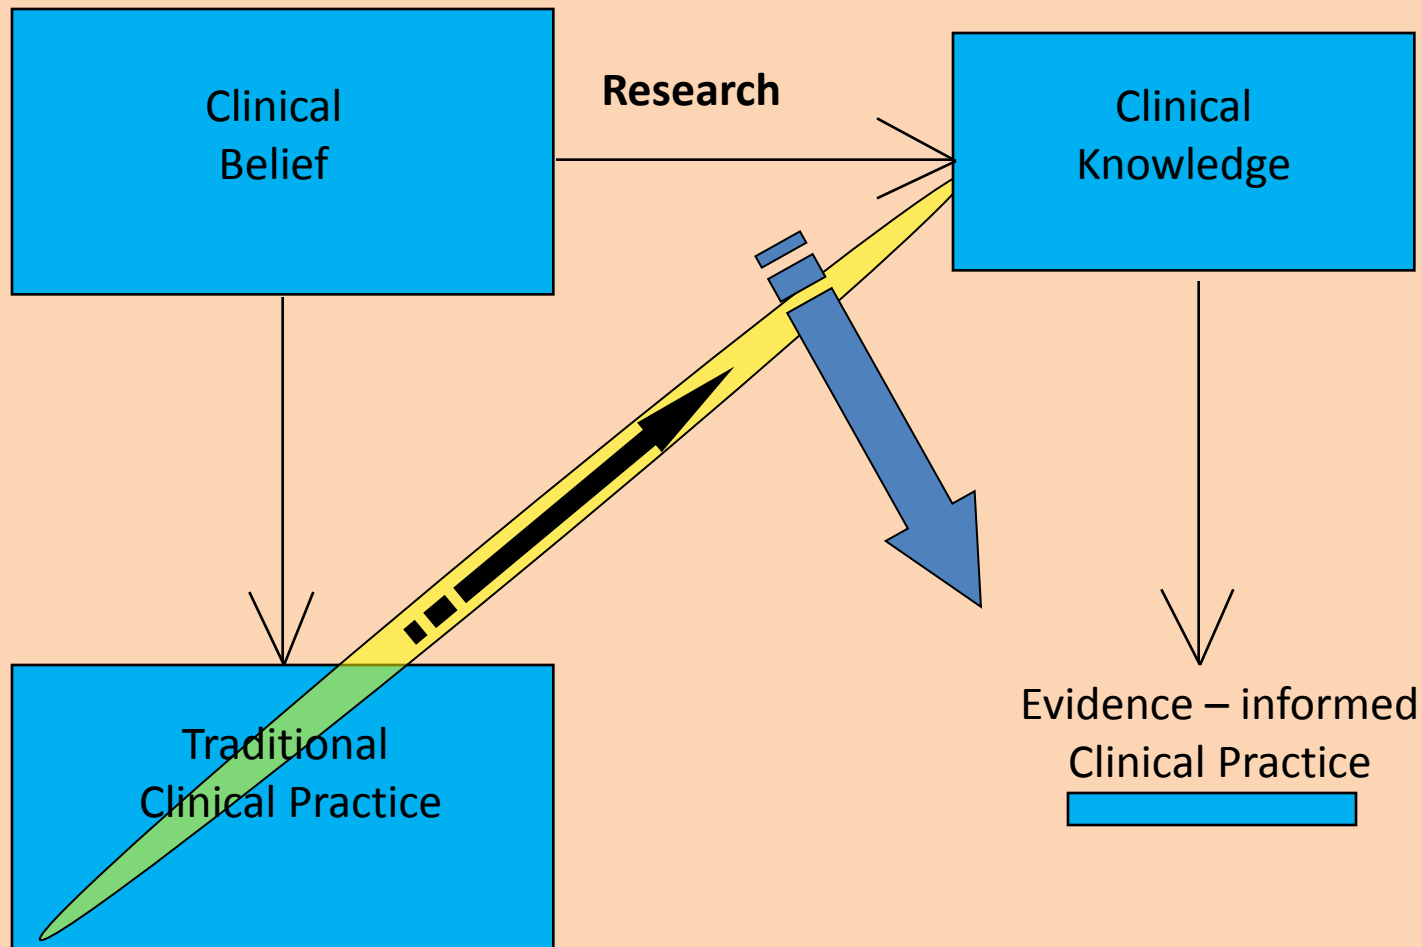 Clinical
Belief
Research
Clinical
Knowledge
Traditional
Clinical Practice
Evidence – informed
Clinical Practice